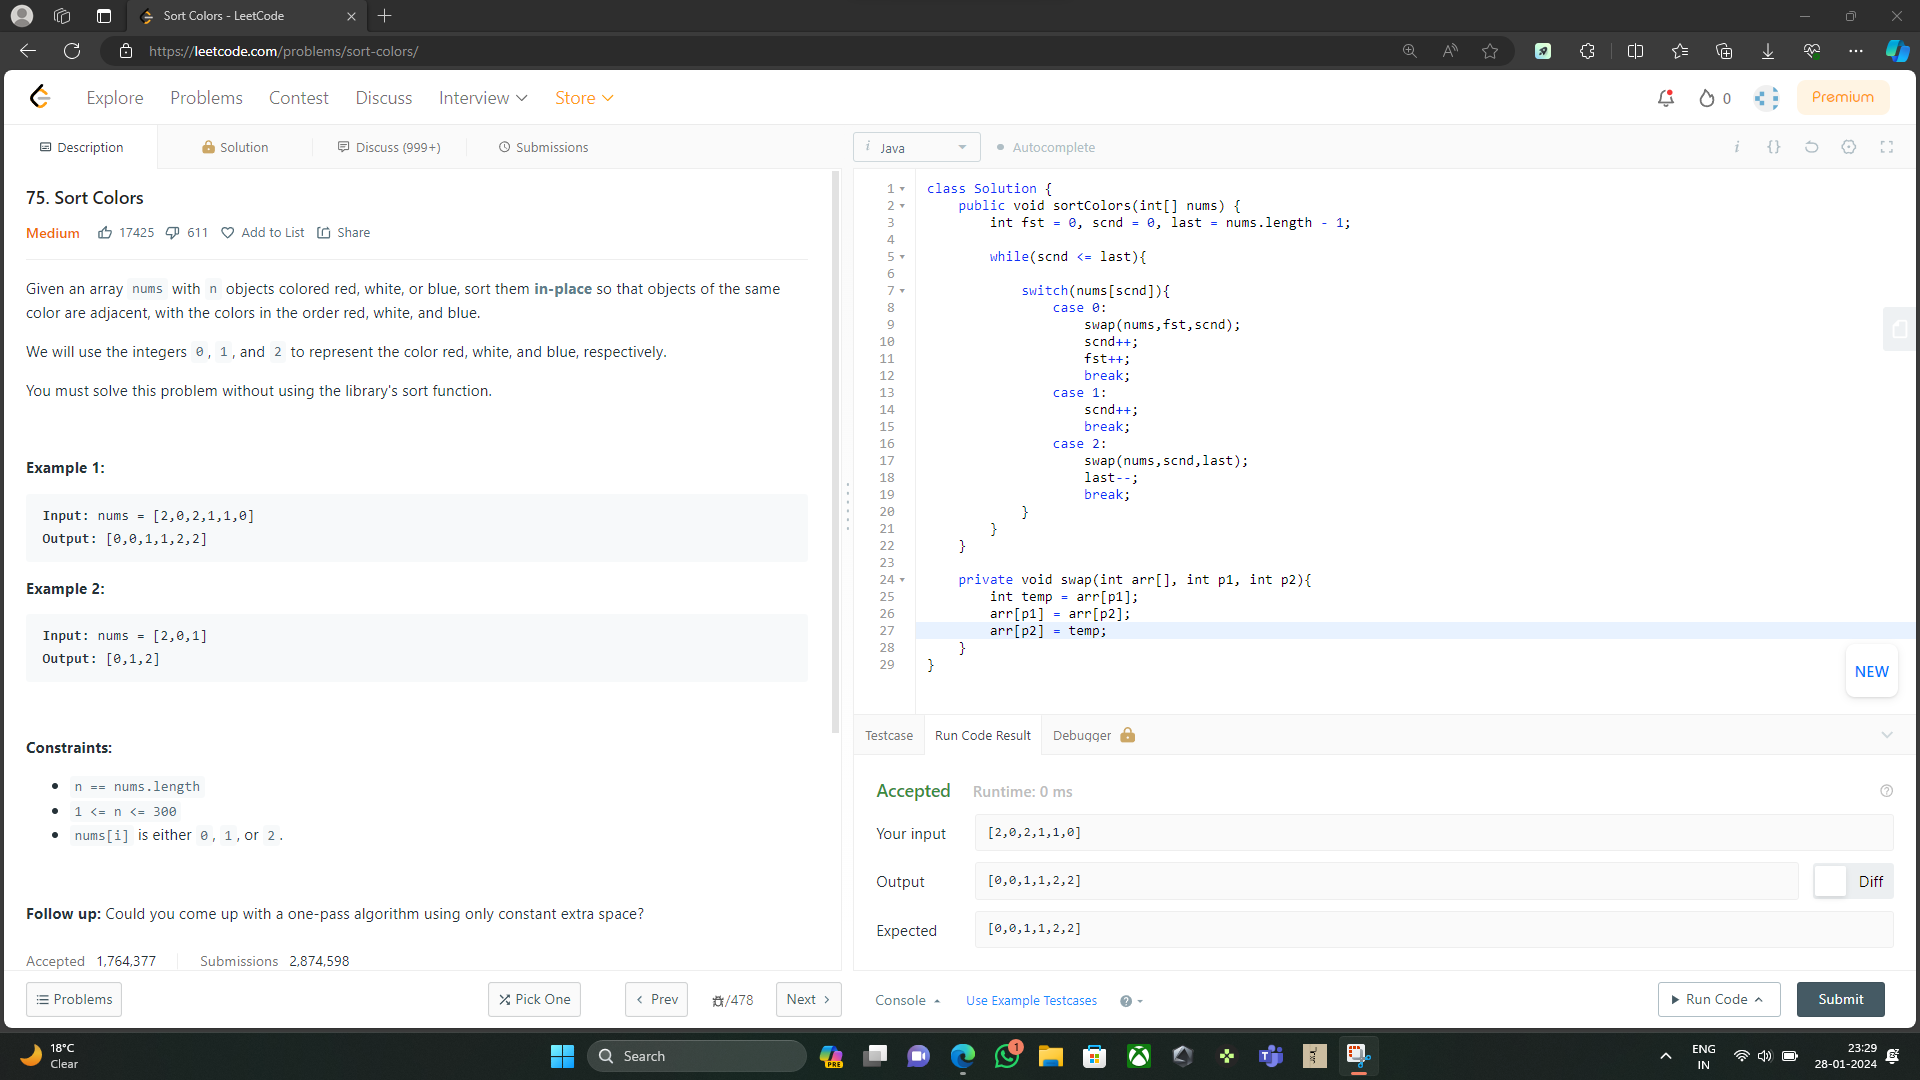 Sort Colors - LeetCode
https://leetcode.com/problems/sort-colors/
Explore Problems Contest Discuss Interview Store
0 Premium
Description Solution Discuss (999+) Submissions
i Java Autocomplete i {}
75. Sort Colors
Medium 17425 611 Add to List Share
Given an array nums with n objects colored red, white, or blue, sort them in-place so that objects of the same
color are adjacent, with the colors in the order red, white, and blue.
We will use the integers 0, 1, and 2 to represent the color red, white, and blue, respectively.
You must solve this problem without using the library's sort function.
Example 1:
Input: nums = [2,0,2,1,1,0]
Output: [0,0,1,1,2,2]
Example 2:
Input: nums = [2,0,1]
Output: [0,1,2]
Constraints:
n == nums.length
1 <= n <= 300
nums[i] is either 0, 1, or 2.
Follow up: Could you come up with a one-pass algorithm using only constant extra space?
Accepted 1,764,377 Submissions 2,874,598
Problems Pick One Prev /478 Next
1 class Solution {
2 public void sortColors(int[] nums) {
3 int fst = 0, scnd = 0, last = nums.length - 1;
4
5 while(scnd <= last){
6
7 switch(nums[scnd]){
8 case 0:
9 swap(nums,fst,scnd);
10 scnd++;
11 fst++;
12 break;
13 case 1:
14 scnd++;
15 break;
16 case 2:
17 swap(nums,scnd,last);
18 last--;
19 break;
20 }
21 }
22 }
23
24 private void swap(int arr[], int p1, int p2){
25 int temp = arr[p1];
26 arr[p1] = arr[p2];
27 arr[p2] = temp;
28 }
29 }
NEW
Testcase Run Code Result Debugger
Accepted Runtime: 0 ms
Your input [2,0,2,1,1,0]
Output [0,0,1,1,2,2] Diff
Expected [0,0,1,1,2,2]
Console Use Example Testcases Run Code Submit
18°C
Clear
Search
PRE
1
ENG
IN
23:29
28-01-2024